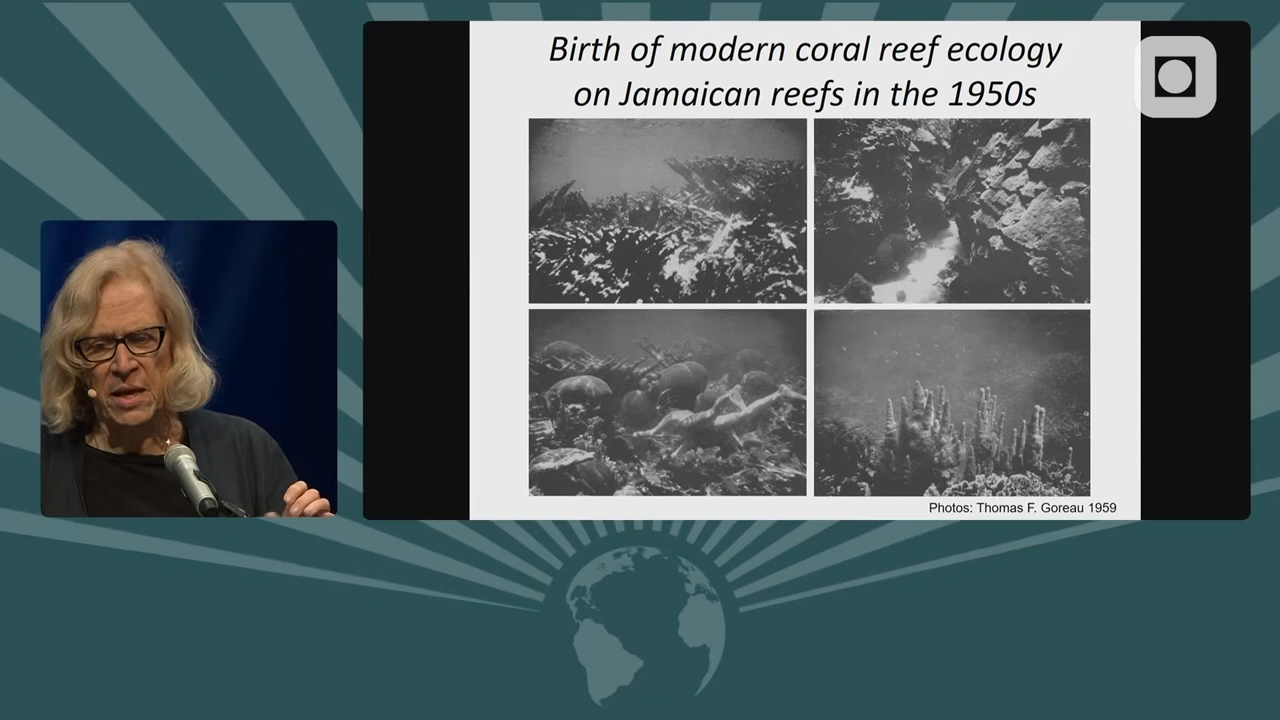 Birth of modern coral reef ecology
on Jamaican reefs in the 1950s
Photos: Thomas F. Goreau 1959